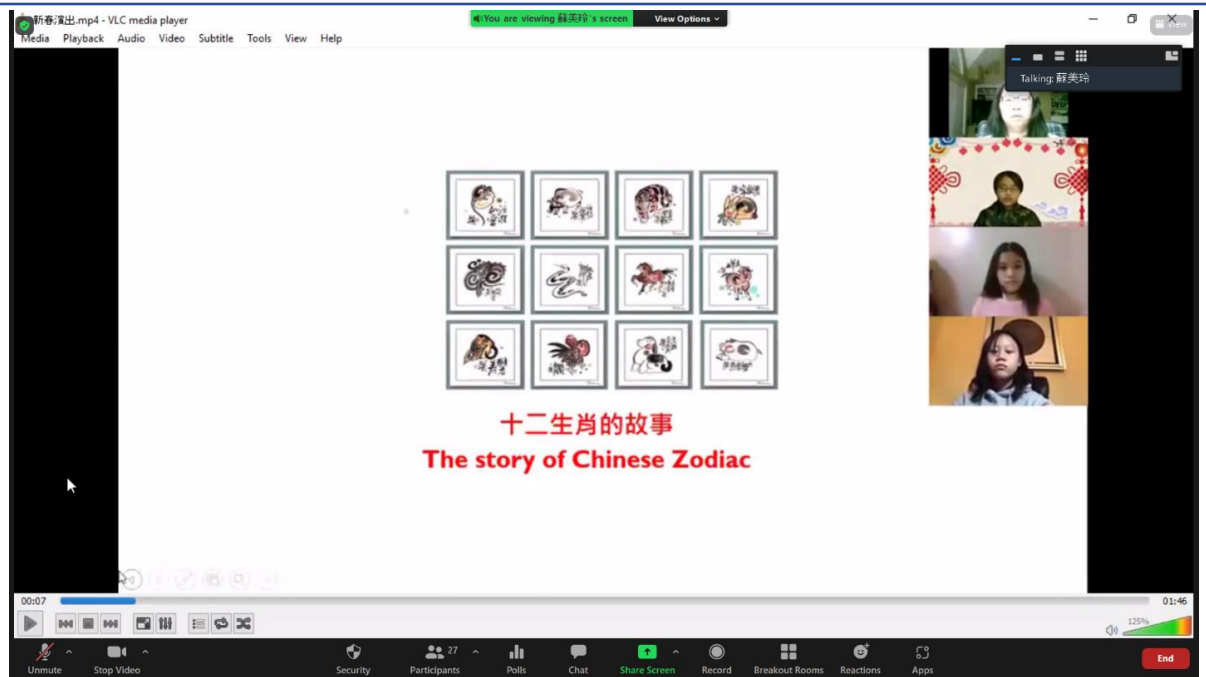 新春演出.mp4 - VLC media player
You are viewing 蘇美玲's screen
View Options
View
Media Playback Audio Video Subtitle Tools View Help
Talking: 蘇美玲
十二生肖的故事
The story of Chinese Zodiac
00:07
01:46
125%
Unmute
Stop Video
Security
27
Participants
Polls
Chat
Share Screen
Record
Breakout Rooms
Reactions
Apps
End